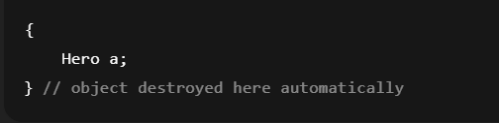 {
    Hero a;
} // object destroyed here automatically